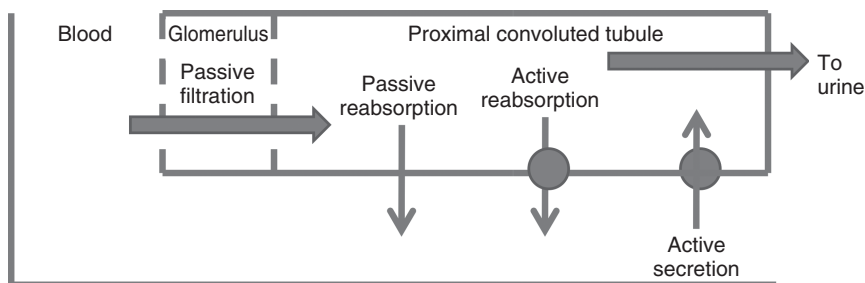 Blood
Glomerulus
Proximal convoluted tubule
Passive
filtration
Passive
reabsorption
Active
reabsorption
To
urine
Active
secretion